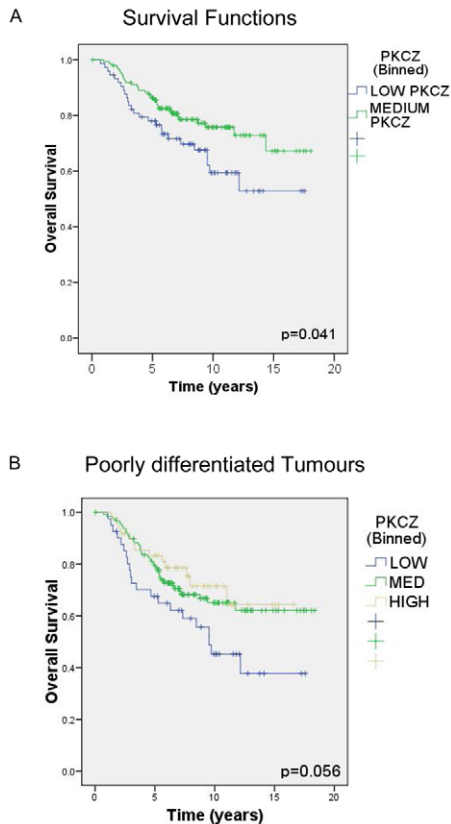 A
Survival Functions
PKCZ
(Binned)
LOW PKCZ
MEDIUM
PKCZ
1.0
0.8
0.6
0.4
0.2
0.0
Overall Survival
p=0.041
0 5 10 15 20
Time (years)
B
Poorly differentiated Tumours
PKCZ
(Binned)
LOW
MED
HIGH
1.0
0.8
0.6
0.4
0.2
0.0
Overall Survival
p=0.056
0 5 10 15 20
Time (years)